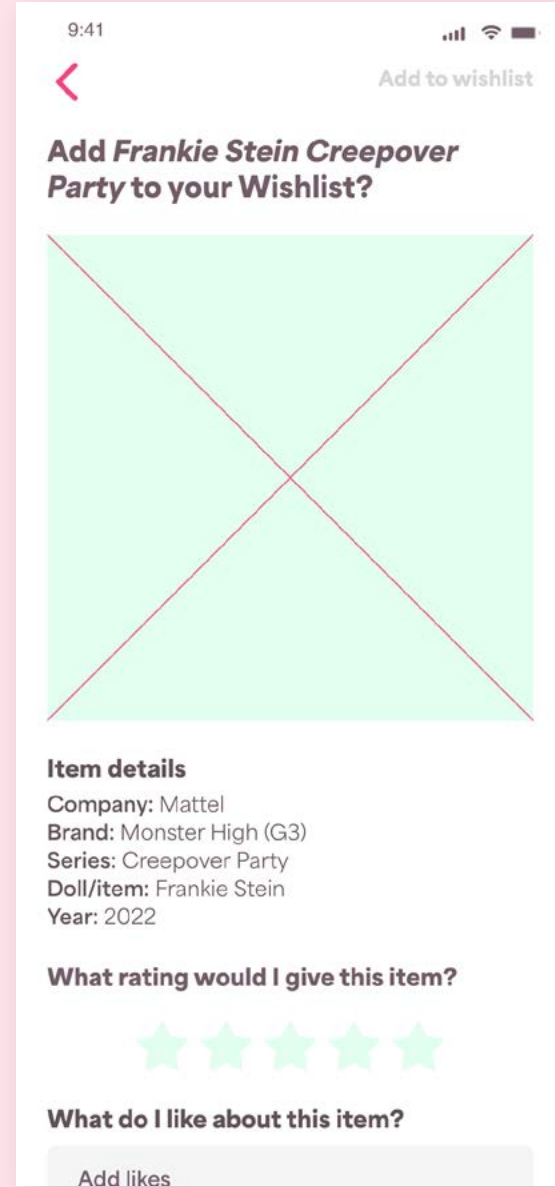 9:41
Add to wishlist
Add Frankie Stein Creepover
Party to your Wishlist?
Item details
Company: Mattel
Brand: Monster High (G3)
Series: Creepover Party
Doll/item: Frankie Stein
Year: 2022
What rating would I give this item?
What do I like about this item?
Add likes